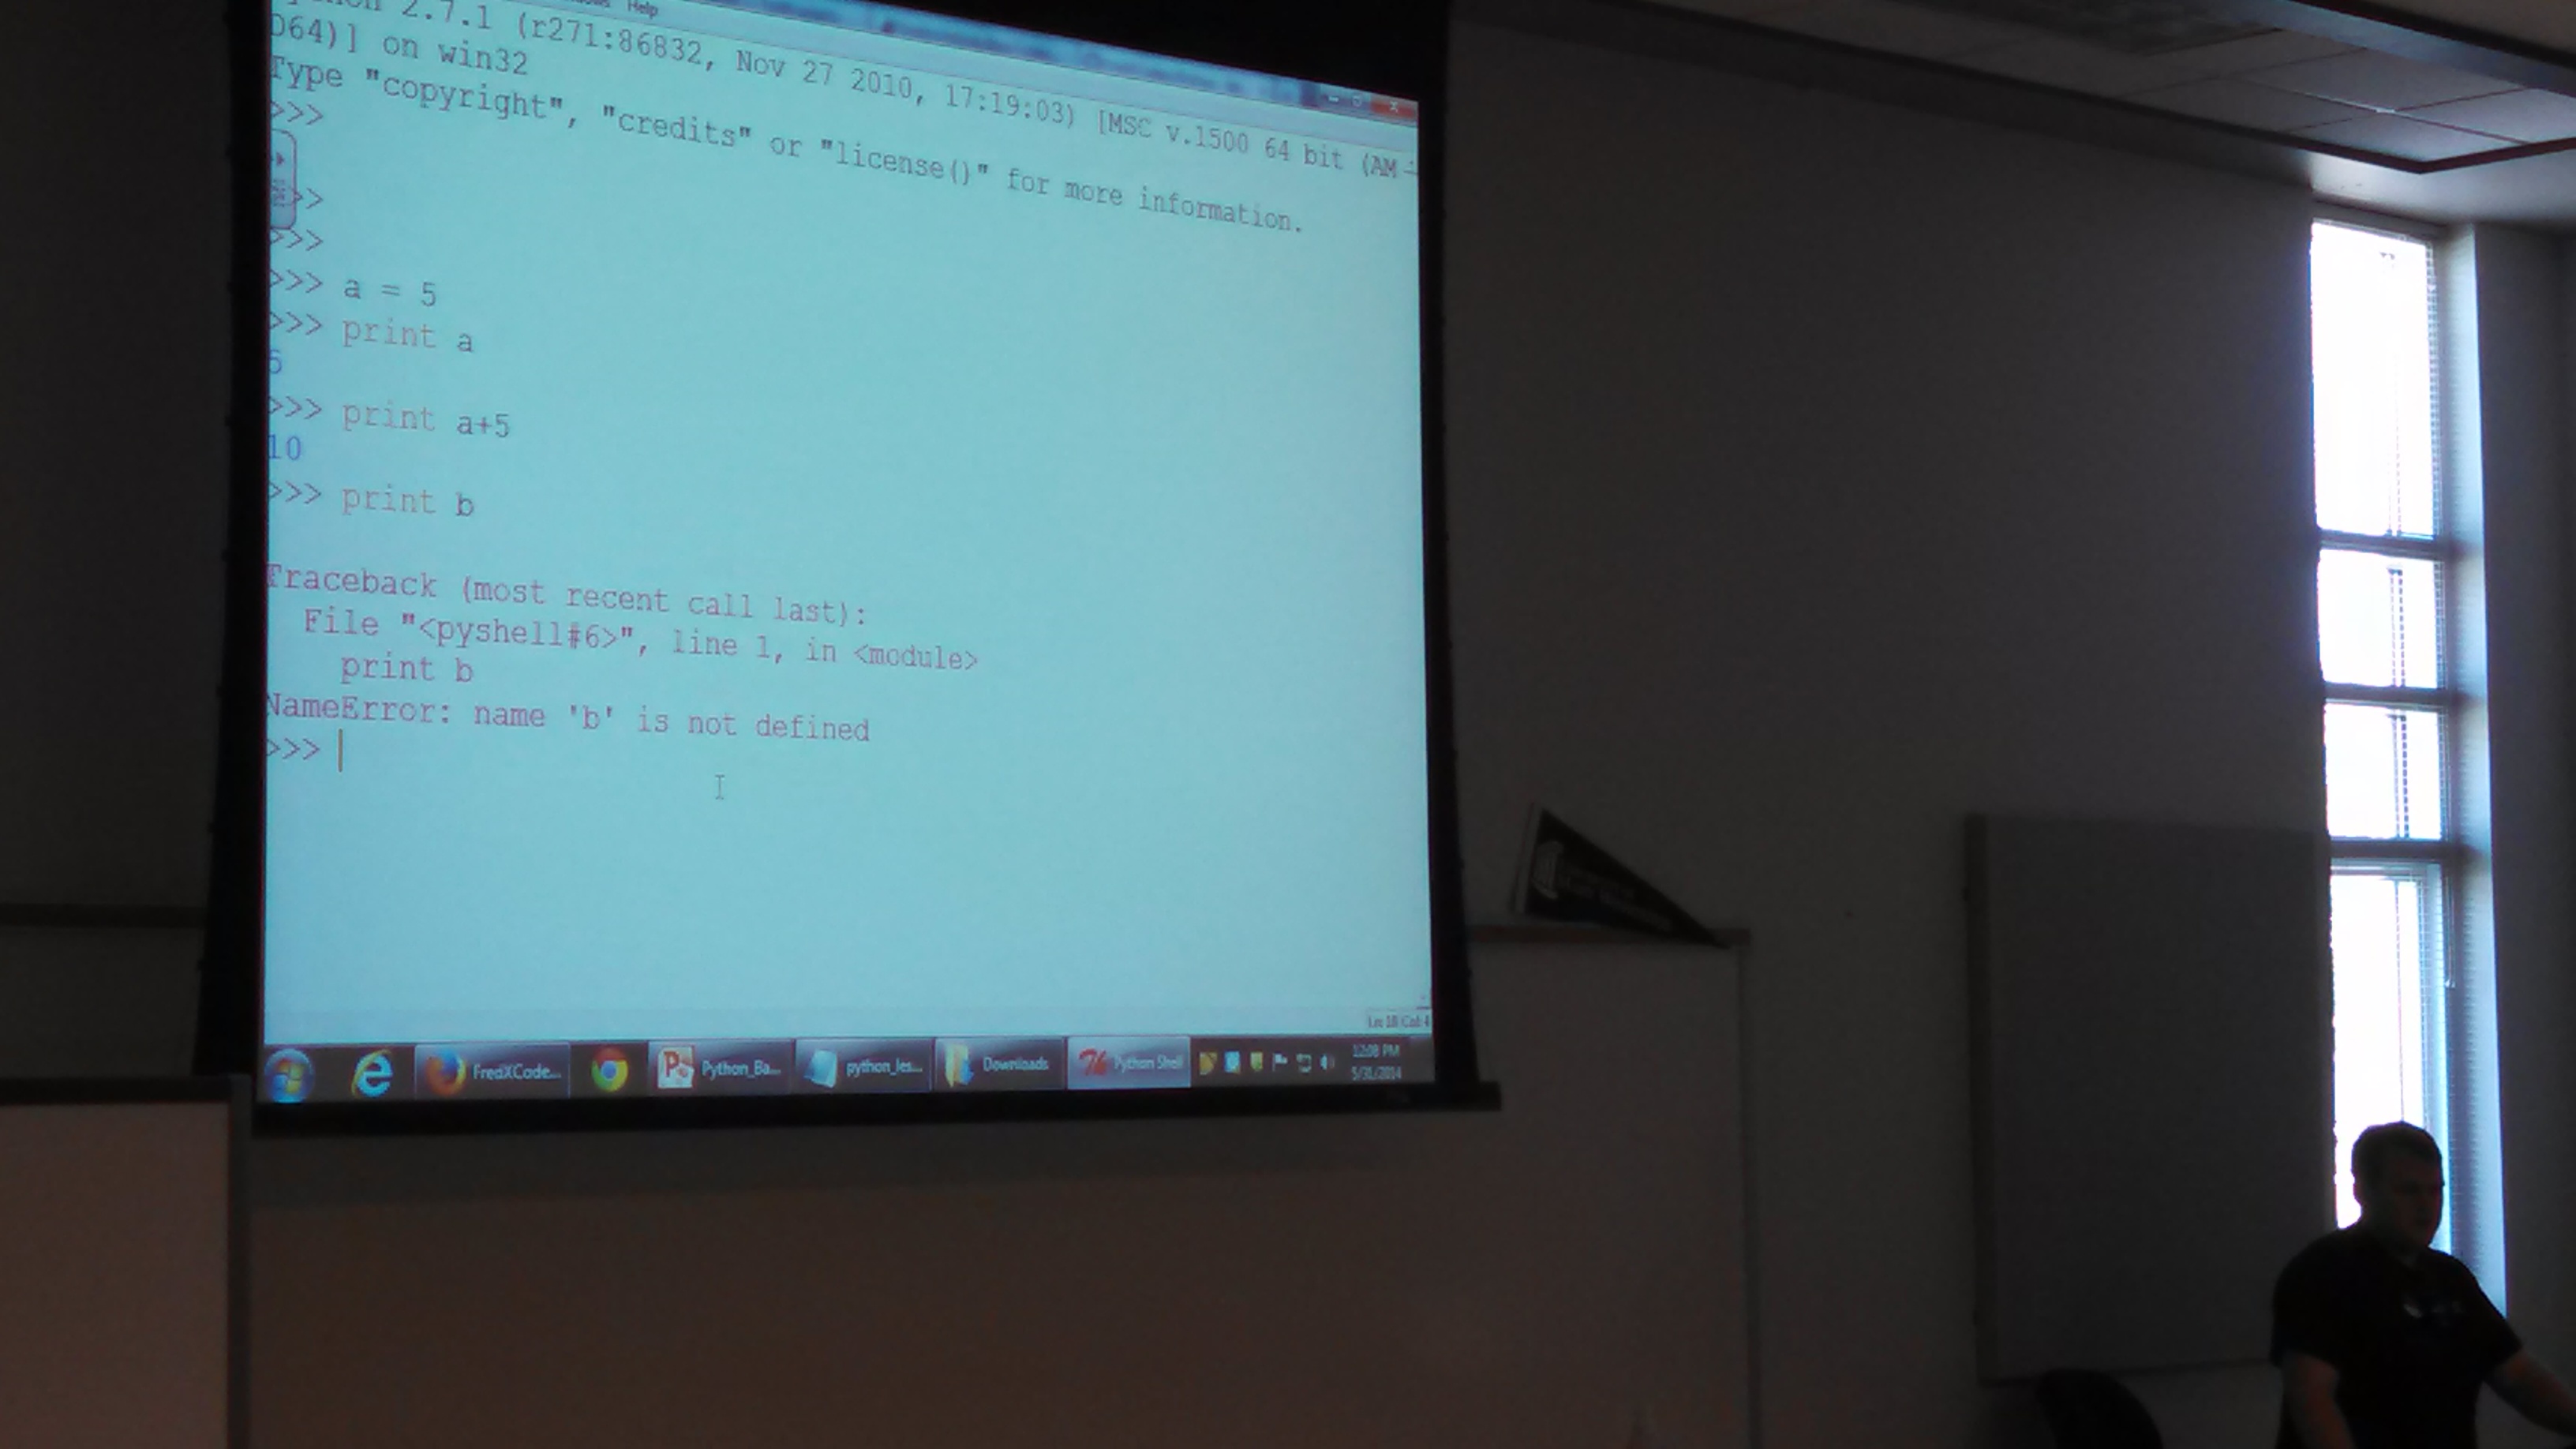 Help
2.7.1 (r271:86832, Nov 27 2010, 17:19:03) [MSC v.1500 64 bit (AM
D64)] on win32
Type "copyright", "credits" or "license()" for more information.
>>>
>>>
>>>
>>> a = 5
>>> print a
5
>>> print a+5
10
>>> print b
Traceback (most recent call last):
File "<pyshell#6>", line 1, in <module>
print b
NameError: name 'b' is not defined
>>>
Ln: 18 Col: 4
FredXCode... Python_Ba... python_les... Downloads Python Shell 12:08 PM
5/31/2014